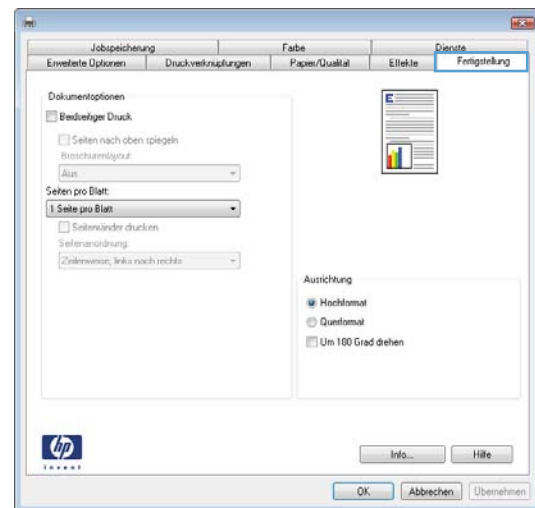 Jobspeicherung Farbe Dienste
Erweiterte Optionen Druckverknüpfungen Papier/Qualität Effekte Fertigstellung
Dokumentoptionen
Beidseitiger Druck
Seiten nach oben spiegeln
Broschürenlayout:
Aus
Seiten pro Blatt:
1 Seite pro Blatt
Seitenränder drucken
Seitenanordnung:
Zeilenweise, links nach rechts
E
Ausrichtung
Hochformat
Querformat
Um 180 Grad drehen
hp
invent
Info... Hilfe
OK Abbrechen Übernehmen